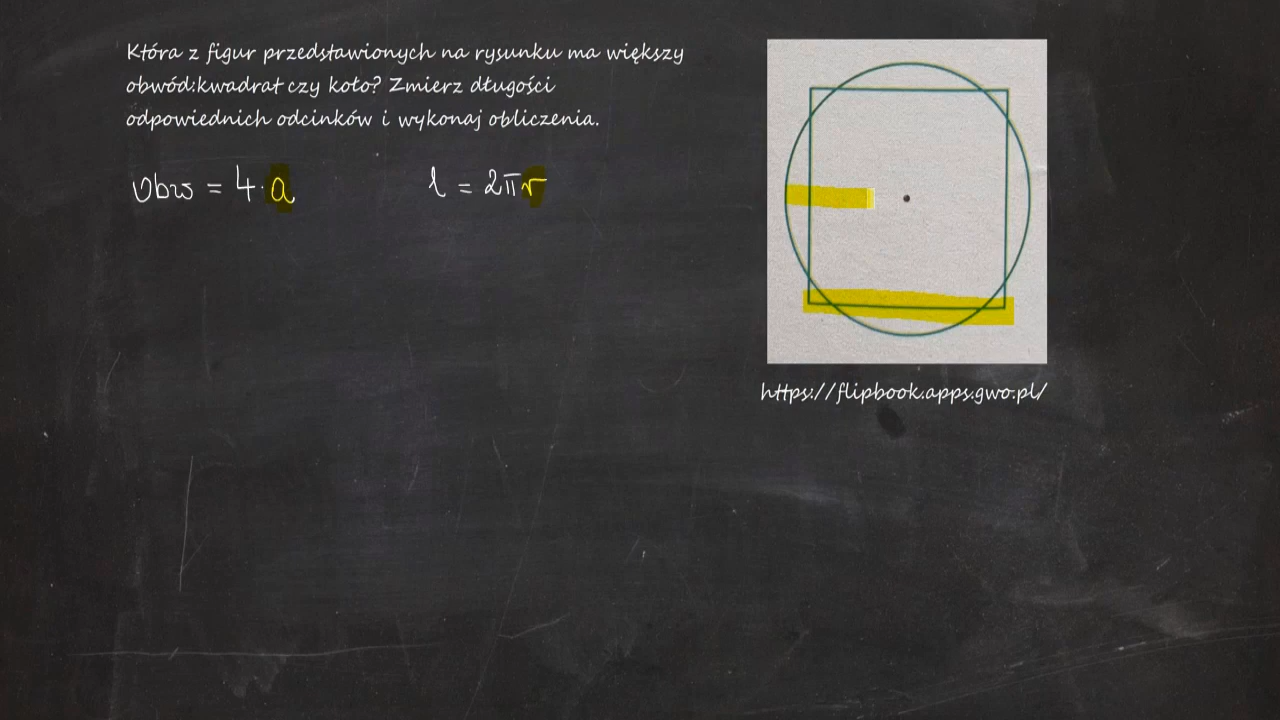 Która z figur przedstawionych na rysunku ma większy
obwód:kwadrat czy koło? Zmierz długości
odpowiednich odcinków i wykonaj obliczenia.
Obw = 4·a
l = 2πr
https://flipbook.apps.gwo.pl/